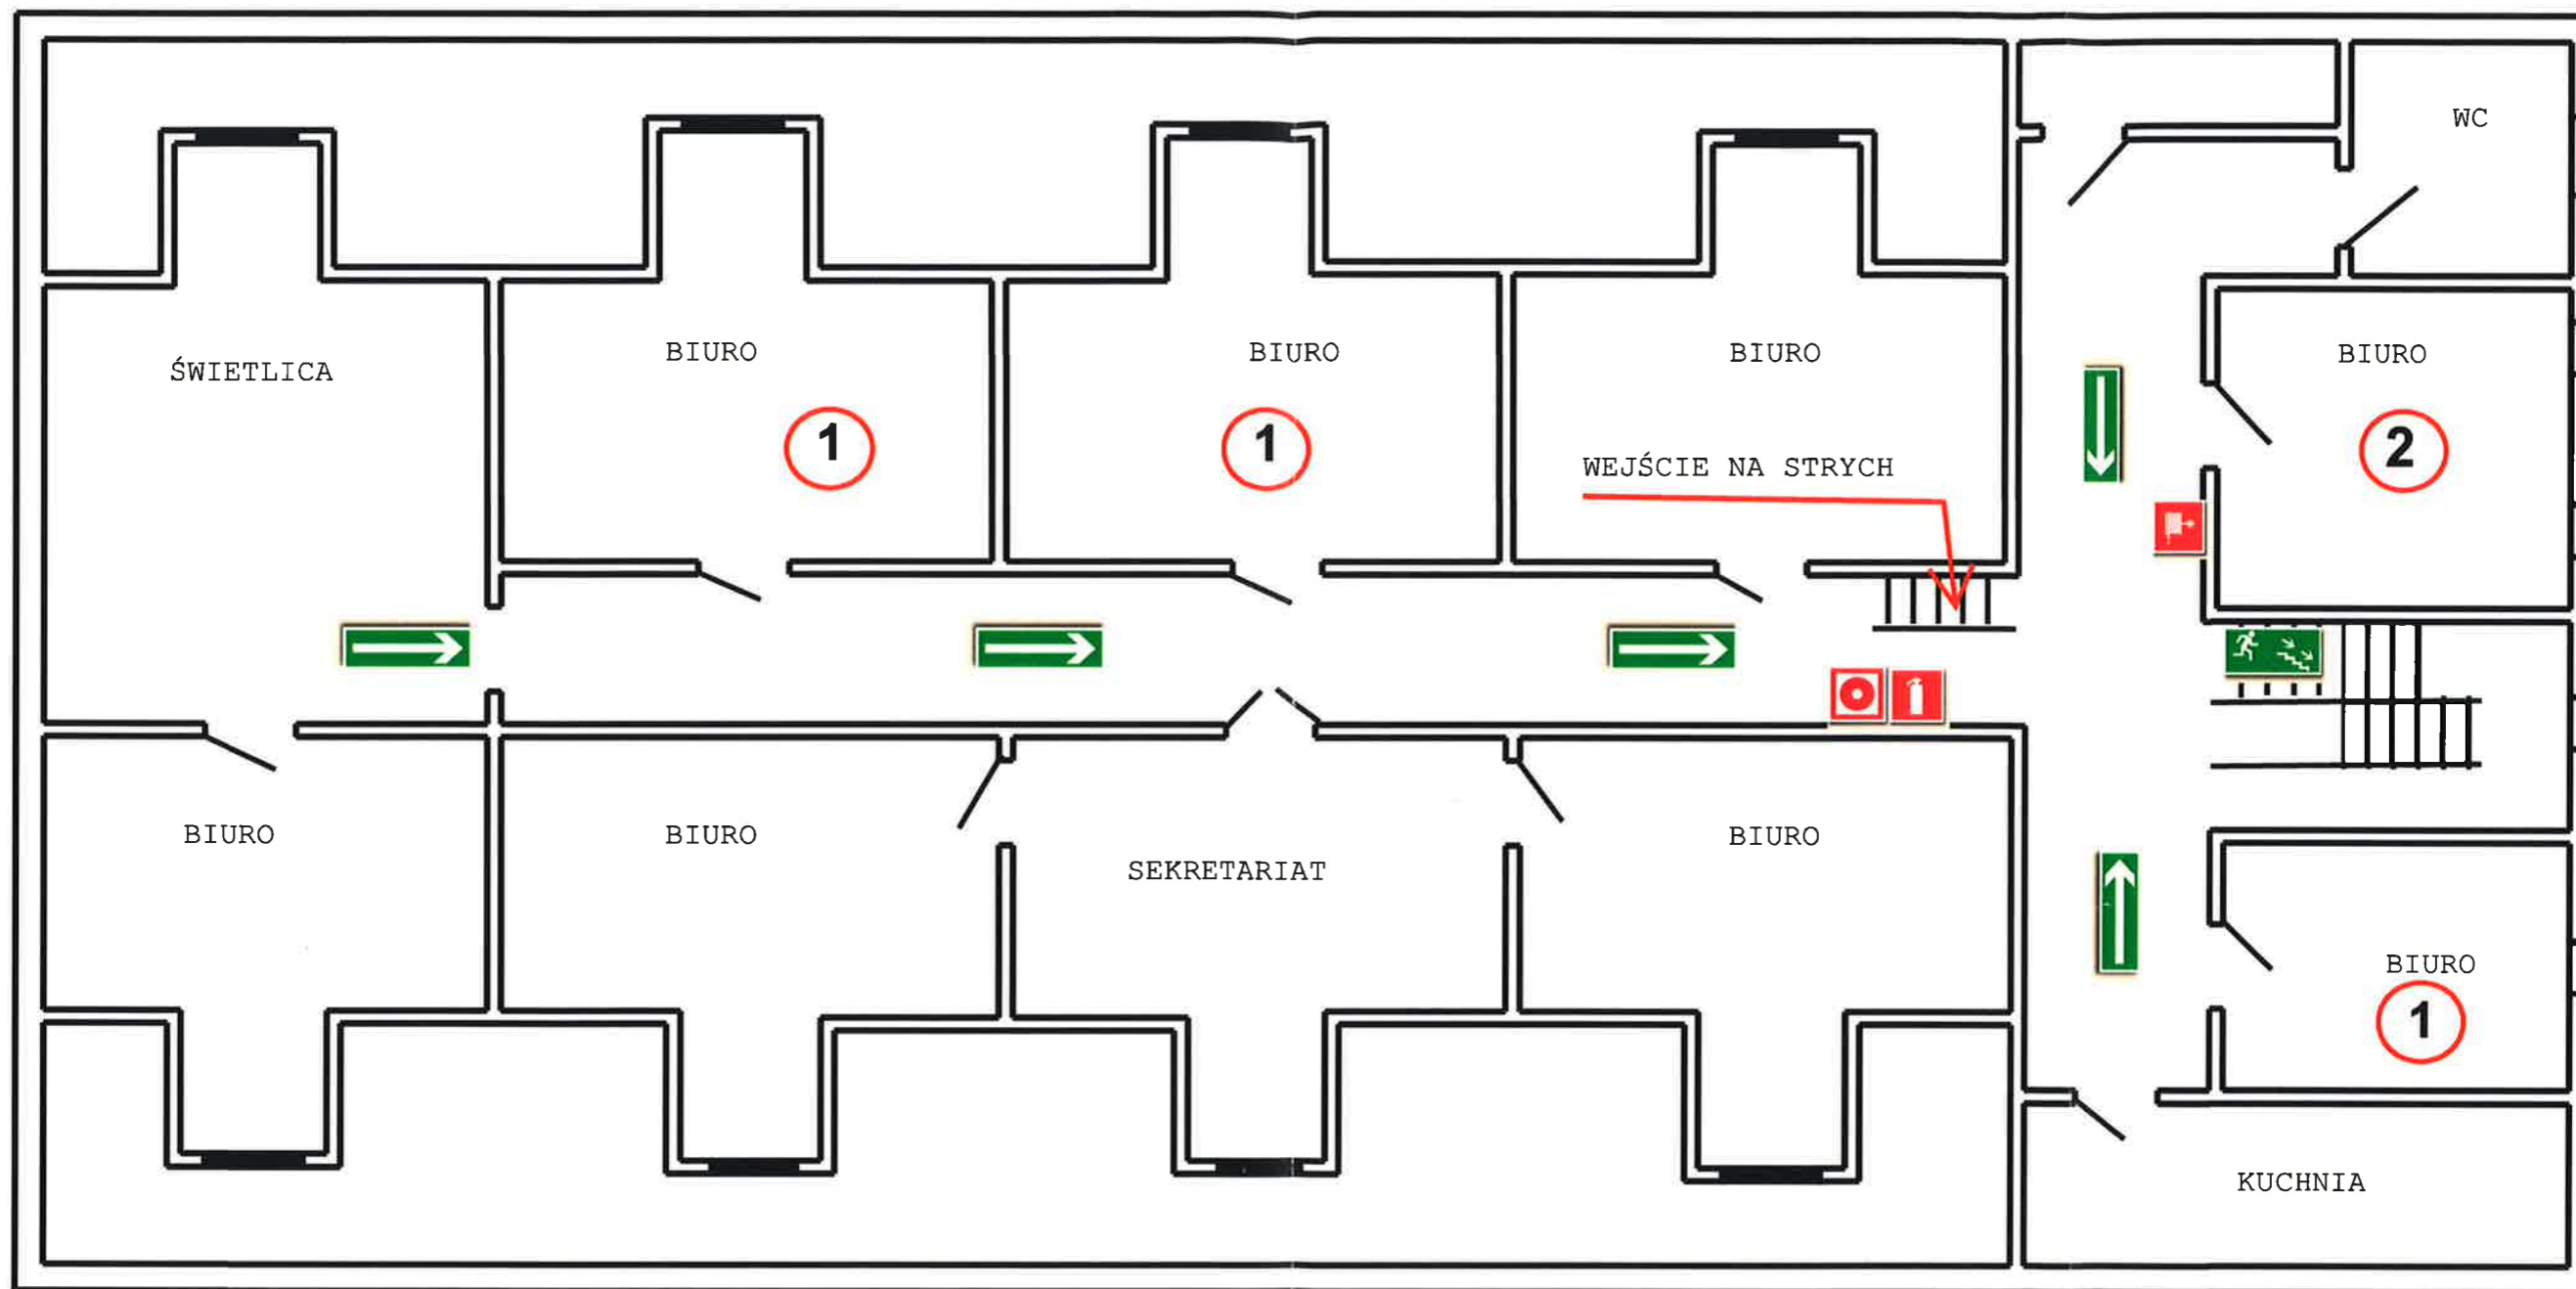 WC
ŚWIETLICA
BIURO
BIURO
BIURO
BIURO
1
1
2
WEJŚCIE NA STRYCH
BIURO
BIURO
SEKRETARIAT
BIURO
BIURO
1
KUCHNIA